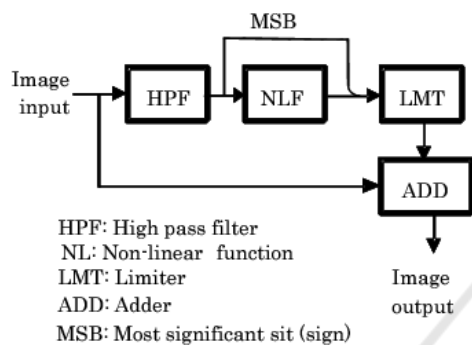 MSB
Image
input
HPF
NLF
LMT
ADD
Image
output
HPF: High pass filter
NL: Non-linear function
LMT: Limiter
ADD: Adder
MSB: Most significant sit (sign)